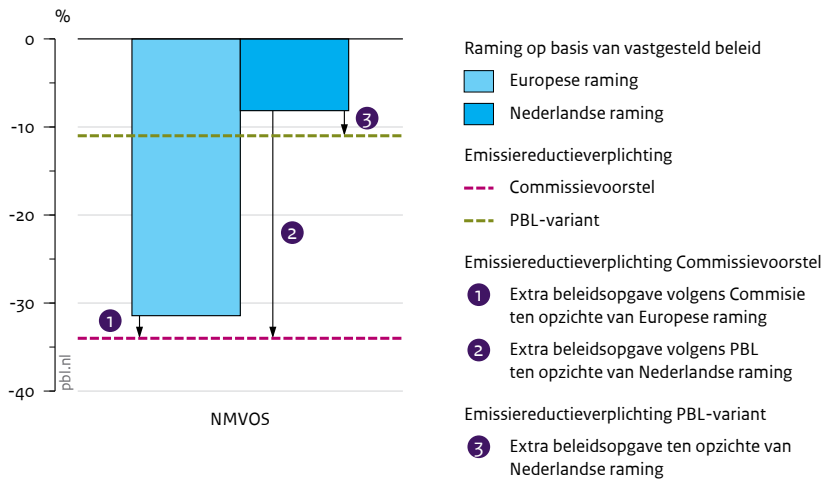 %
0
-10
-20
-30
-40
3
2
1
pbl.nl
NMVOS
Raming op basis van vastgesteld beleid
Europese raming
Nederlandse raming
Emissiereductieverplichting
Commissievoorstel
PBL-variant
Emissiereductieverplichting Commissievoorstel
1 Extra beleidsopgave volgens Commisie
ten opzichte van Europese raming
2 Extra beleidsopgave volgens PBL
ten opzichte van Nederlandse raming
Emissiereductieverplichting PBL-variant
3 Extra beleidsopgave ten opzichte van
Nederlandse raming